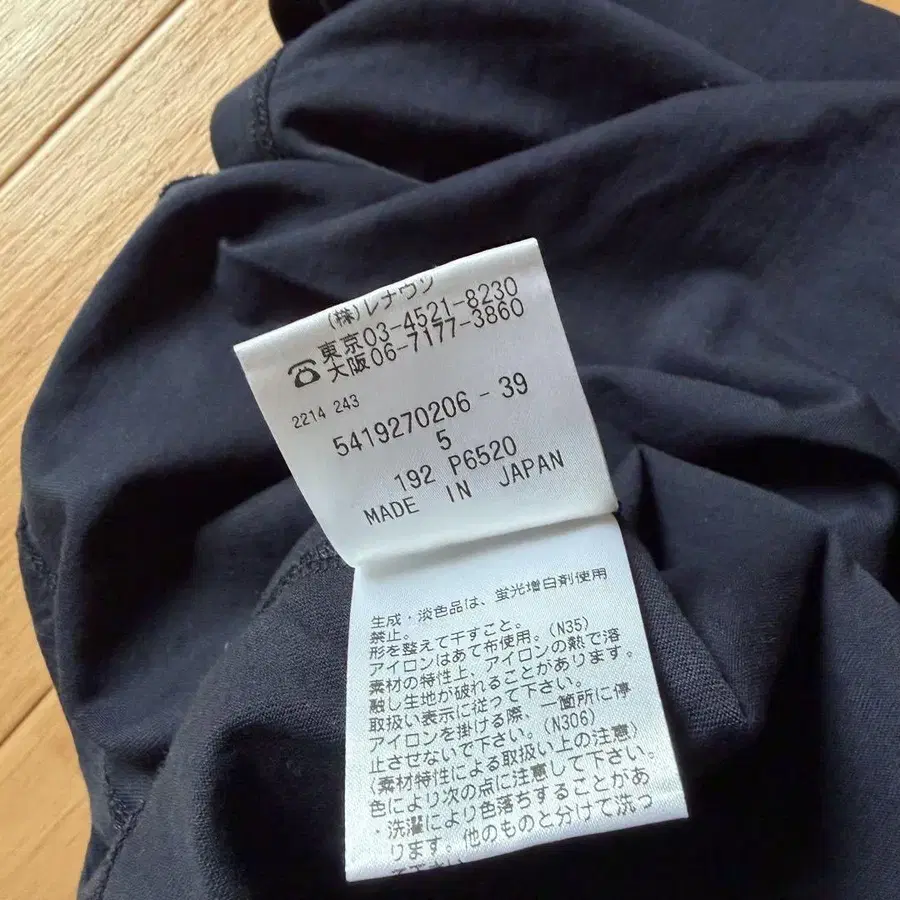 (株)レナウン
☎東京03-4521-8230
大阪06-7177-3860
2214 243
5419270206 - 39
5
192 P6520
MADE IN JAPAN
生成・淡色品は、蛍光増白剤使用
禁止。
形を整えて干すこと。
アイロンはあて布使用。(N35)
素材の特性上、アイロンの熱で溶
融し生地が破れることがあります。
取扱い表示に従って下さい。
アイロンを掛ける際、一箇所に停
止させないで下さい。(N306)
(素材特性による取扱い上の注意)
色により次の点に注意して下さい。
・洗濯により色落ちすることがあ
ります。他のものと分けて洗っ